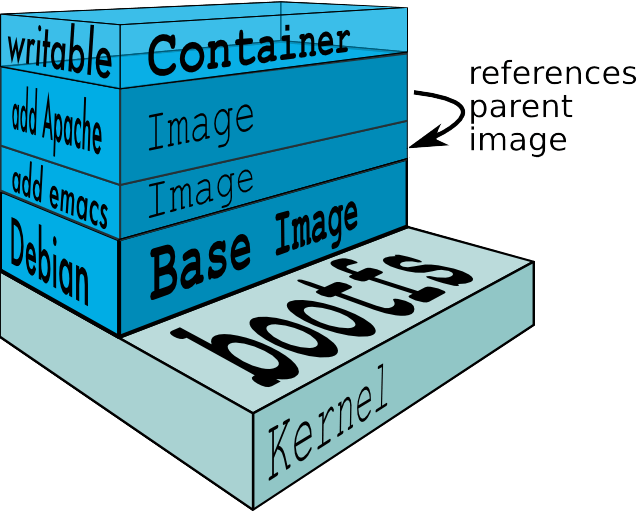 writable Container
add Apache Image
add emacs Image
Debian Base Image
bootfs
Kernel
references
parent
image